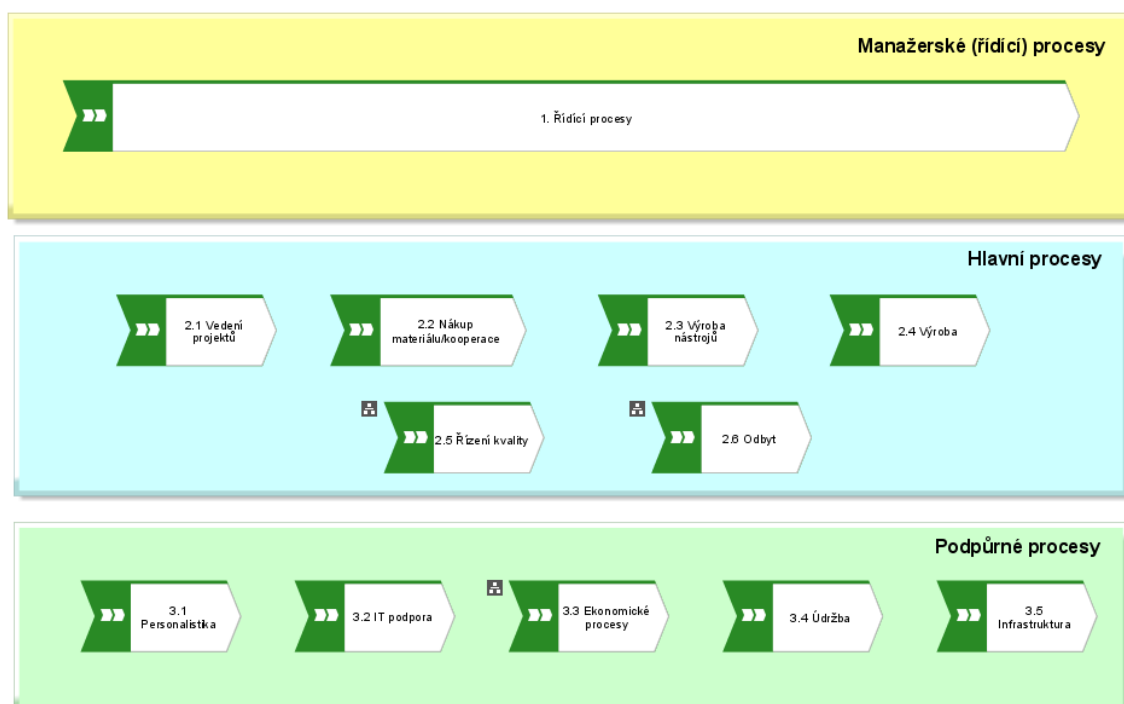 Manažerské (řídící) procesy
1. Řídící procesy
Hlavní procesy
2.1 Vedení
projektů
2.2 Nákup
materiálu/kooperace
2.3 Výroba
nástrojů
2.4 Výroba
2.5 Řízení kvality
2.6 Odbyt
Podpůrné procesy
3.1
Personalistika
3.2 IT podpora
3.3 Ekonomické
procesy
3.4 Údržba
3.5
Infrastruktura